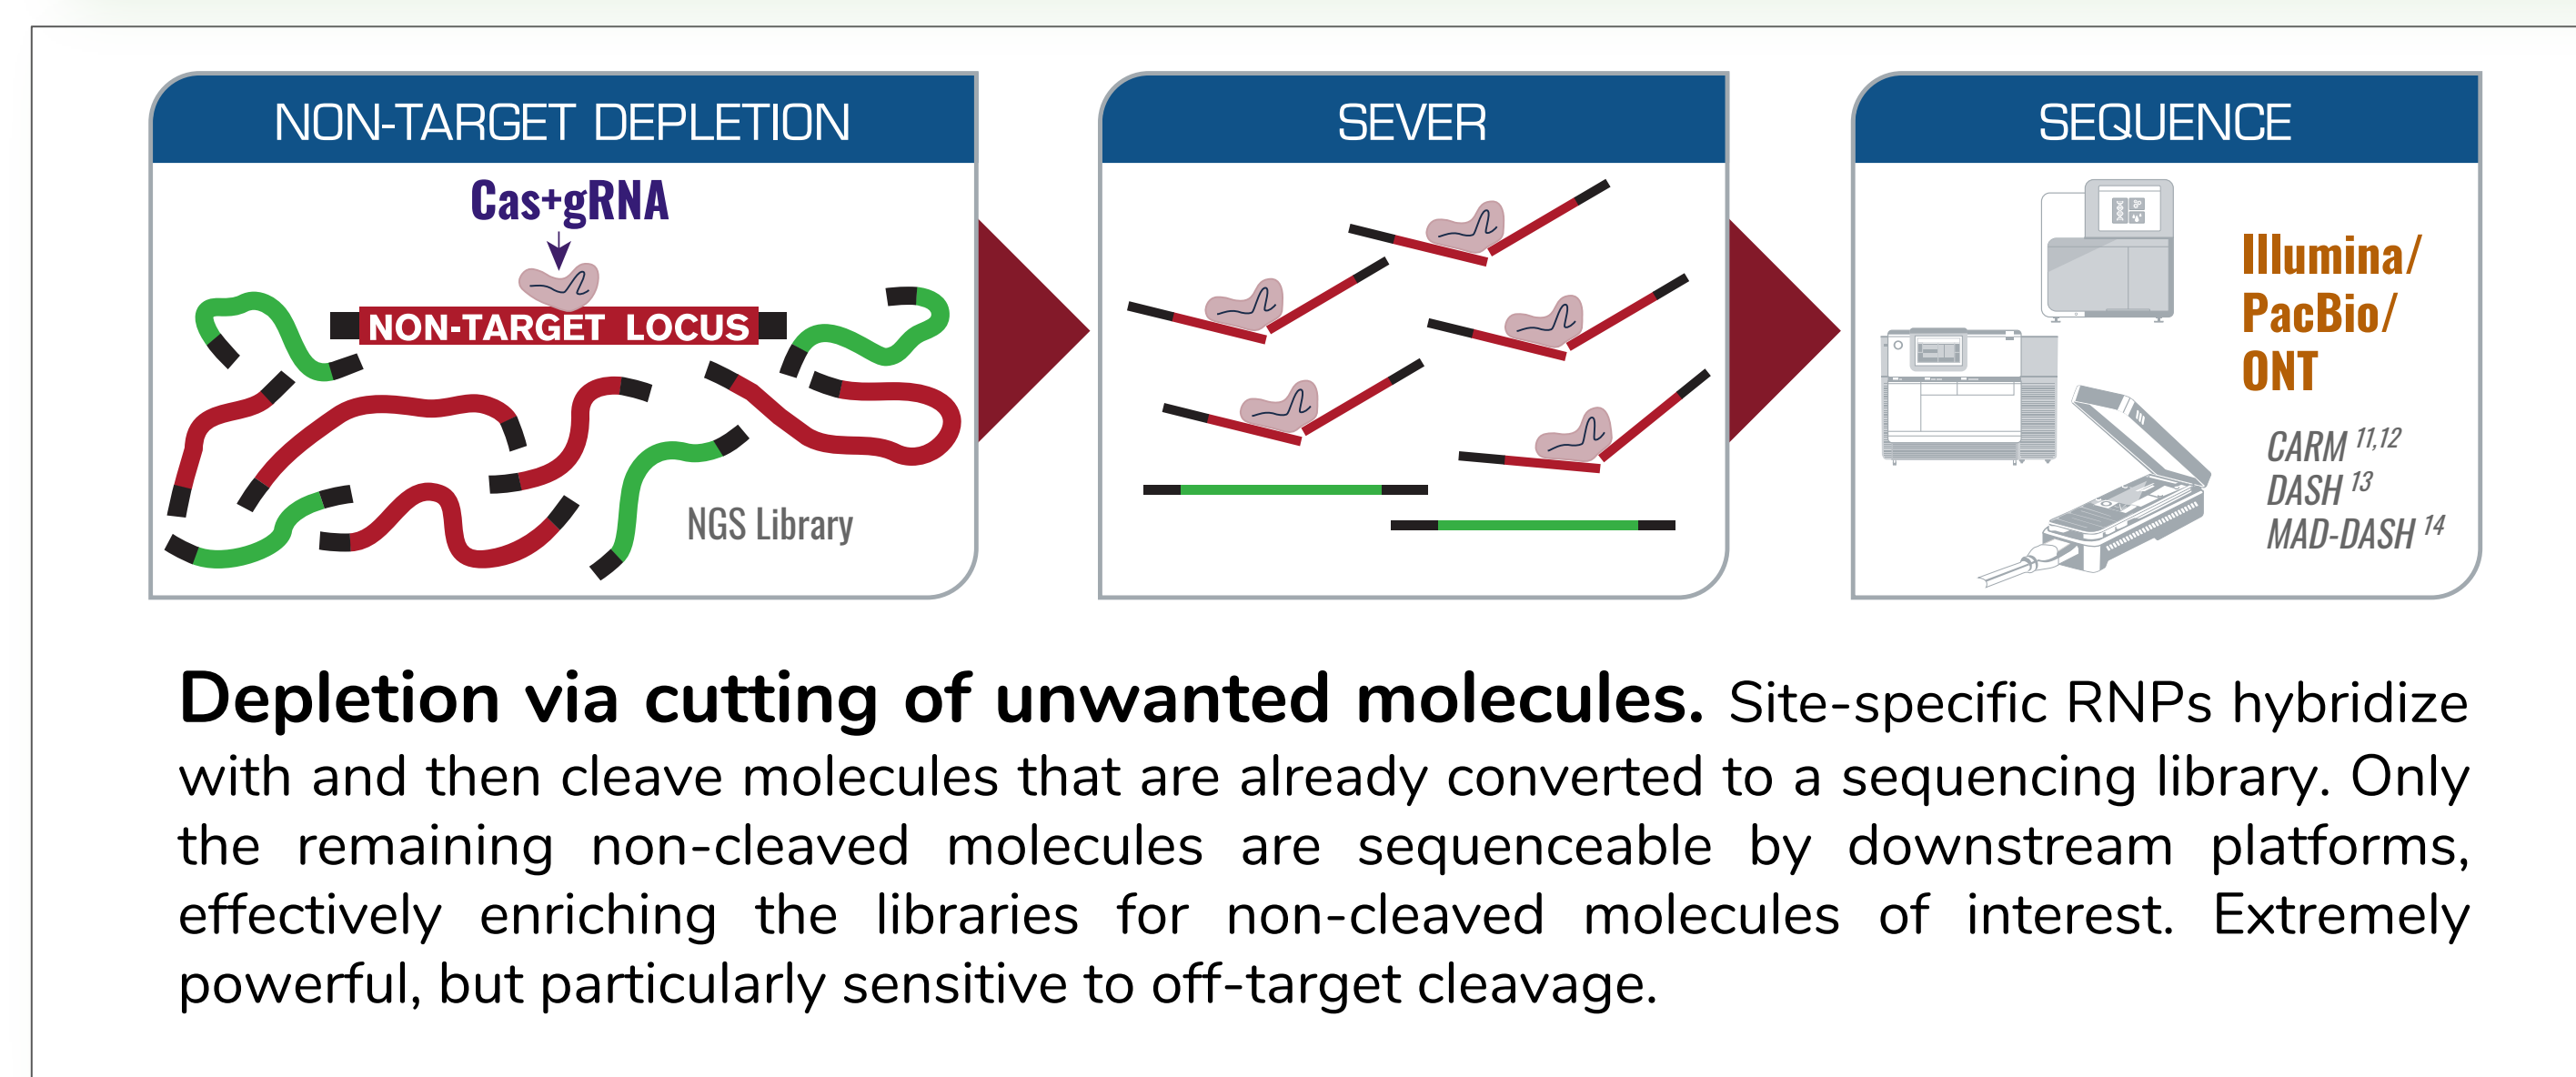 NON-TARGET DEPLETION
Cas+gRNA
NON-TARGET LOCUS
NGS Library
SEVER
SEQUENCE
Illumina/
PacBio/
ONT
CARM 11,12
DASH 13
MAD-DASH 14
Depletion via cutting of unwanted molecules. Site-specific RNPs hybridize
with and then cleave molecules that are already converted to a sequencing library. Only
the remaining non-cleaved molecules are sequenceable by downstream platforms,
effectively enriching the libraries for non-cleaved molecules of interest. Extremely
powerful, but particularly sensitive to off-target cleavage.